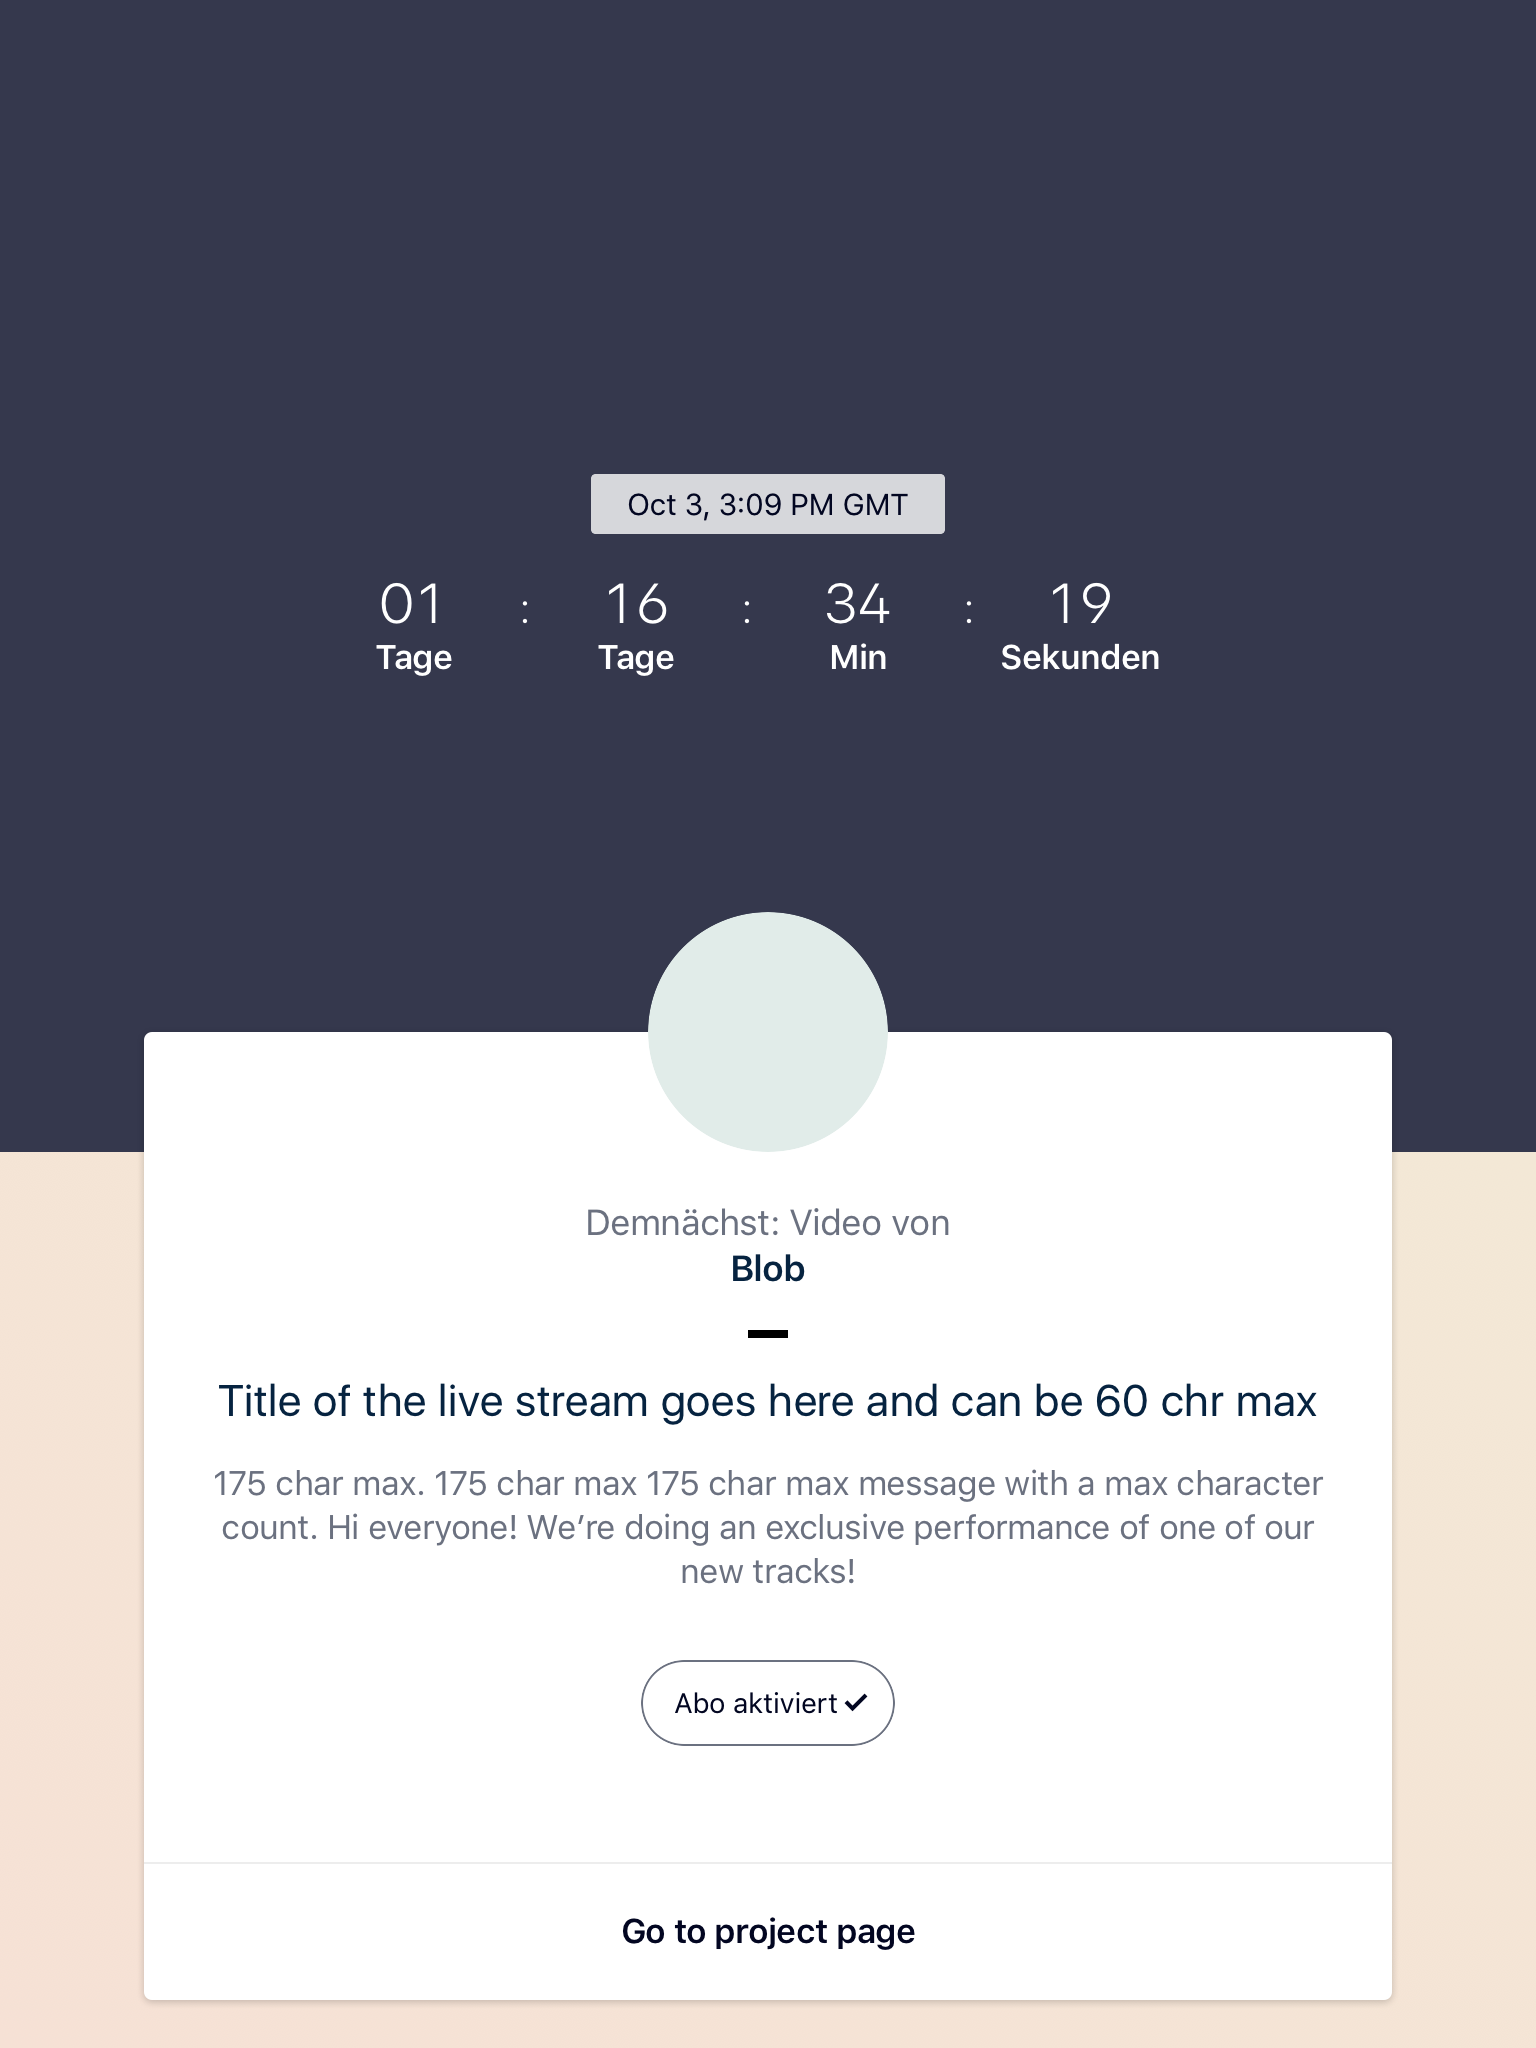 Oct 3, 3:09 PM GMT
01 : 16 : 34 : 19
Tage Tage Min Sekunden
Demnächst: Video von
Blob
Title of the live stream goes here and can be 60 chr max
175 char max. 175 char max 175 char max message with a max character
count. Hi everyone! We’re doing an exclusive performance of one of our
new tracks!
Abo aktiviert ✓
Go to project page